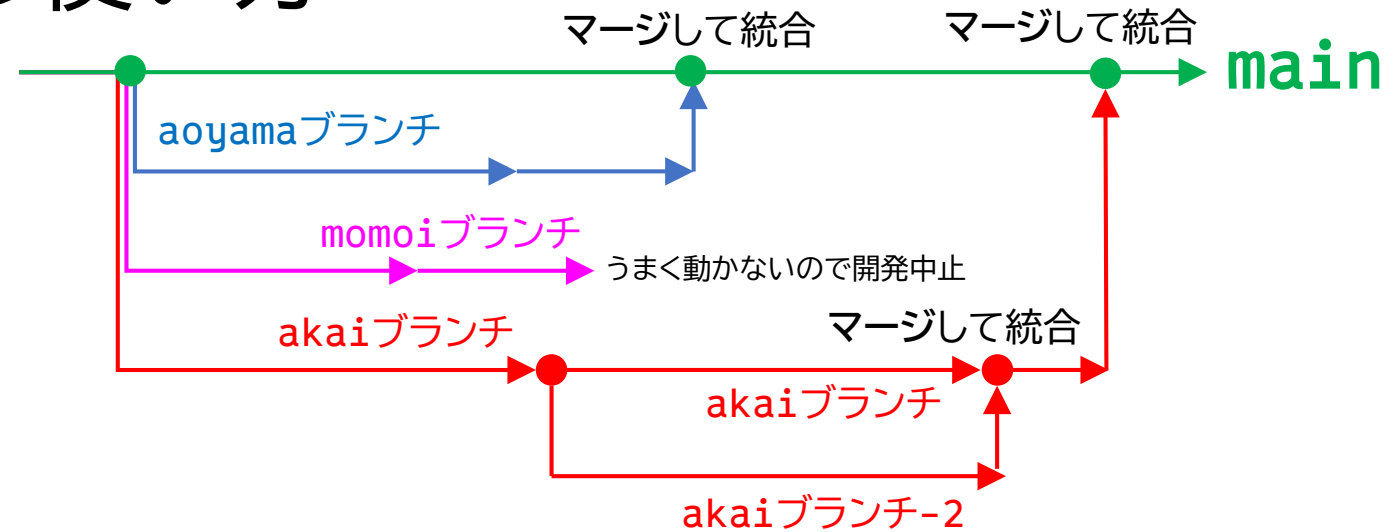 使い方
マージして統合
マージして統合
main
aoyamaブランチ
momoiブランチ
うまく動かないので開発中止
akaiブランチ
マージして統合
akaiブランチ
akaiブランチ-2